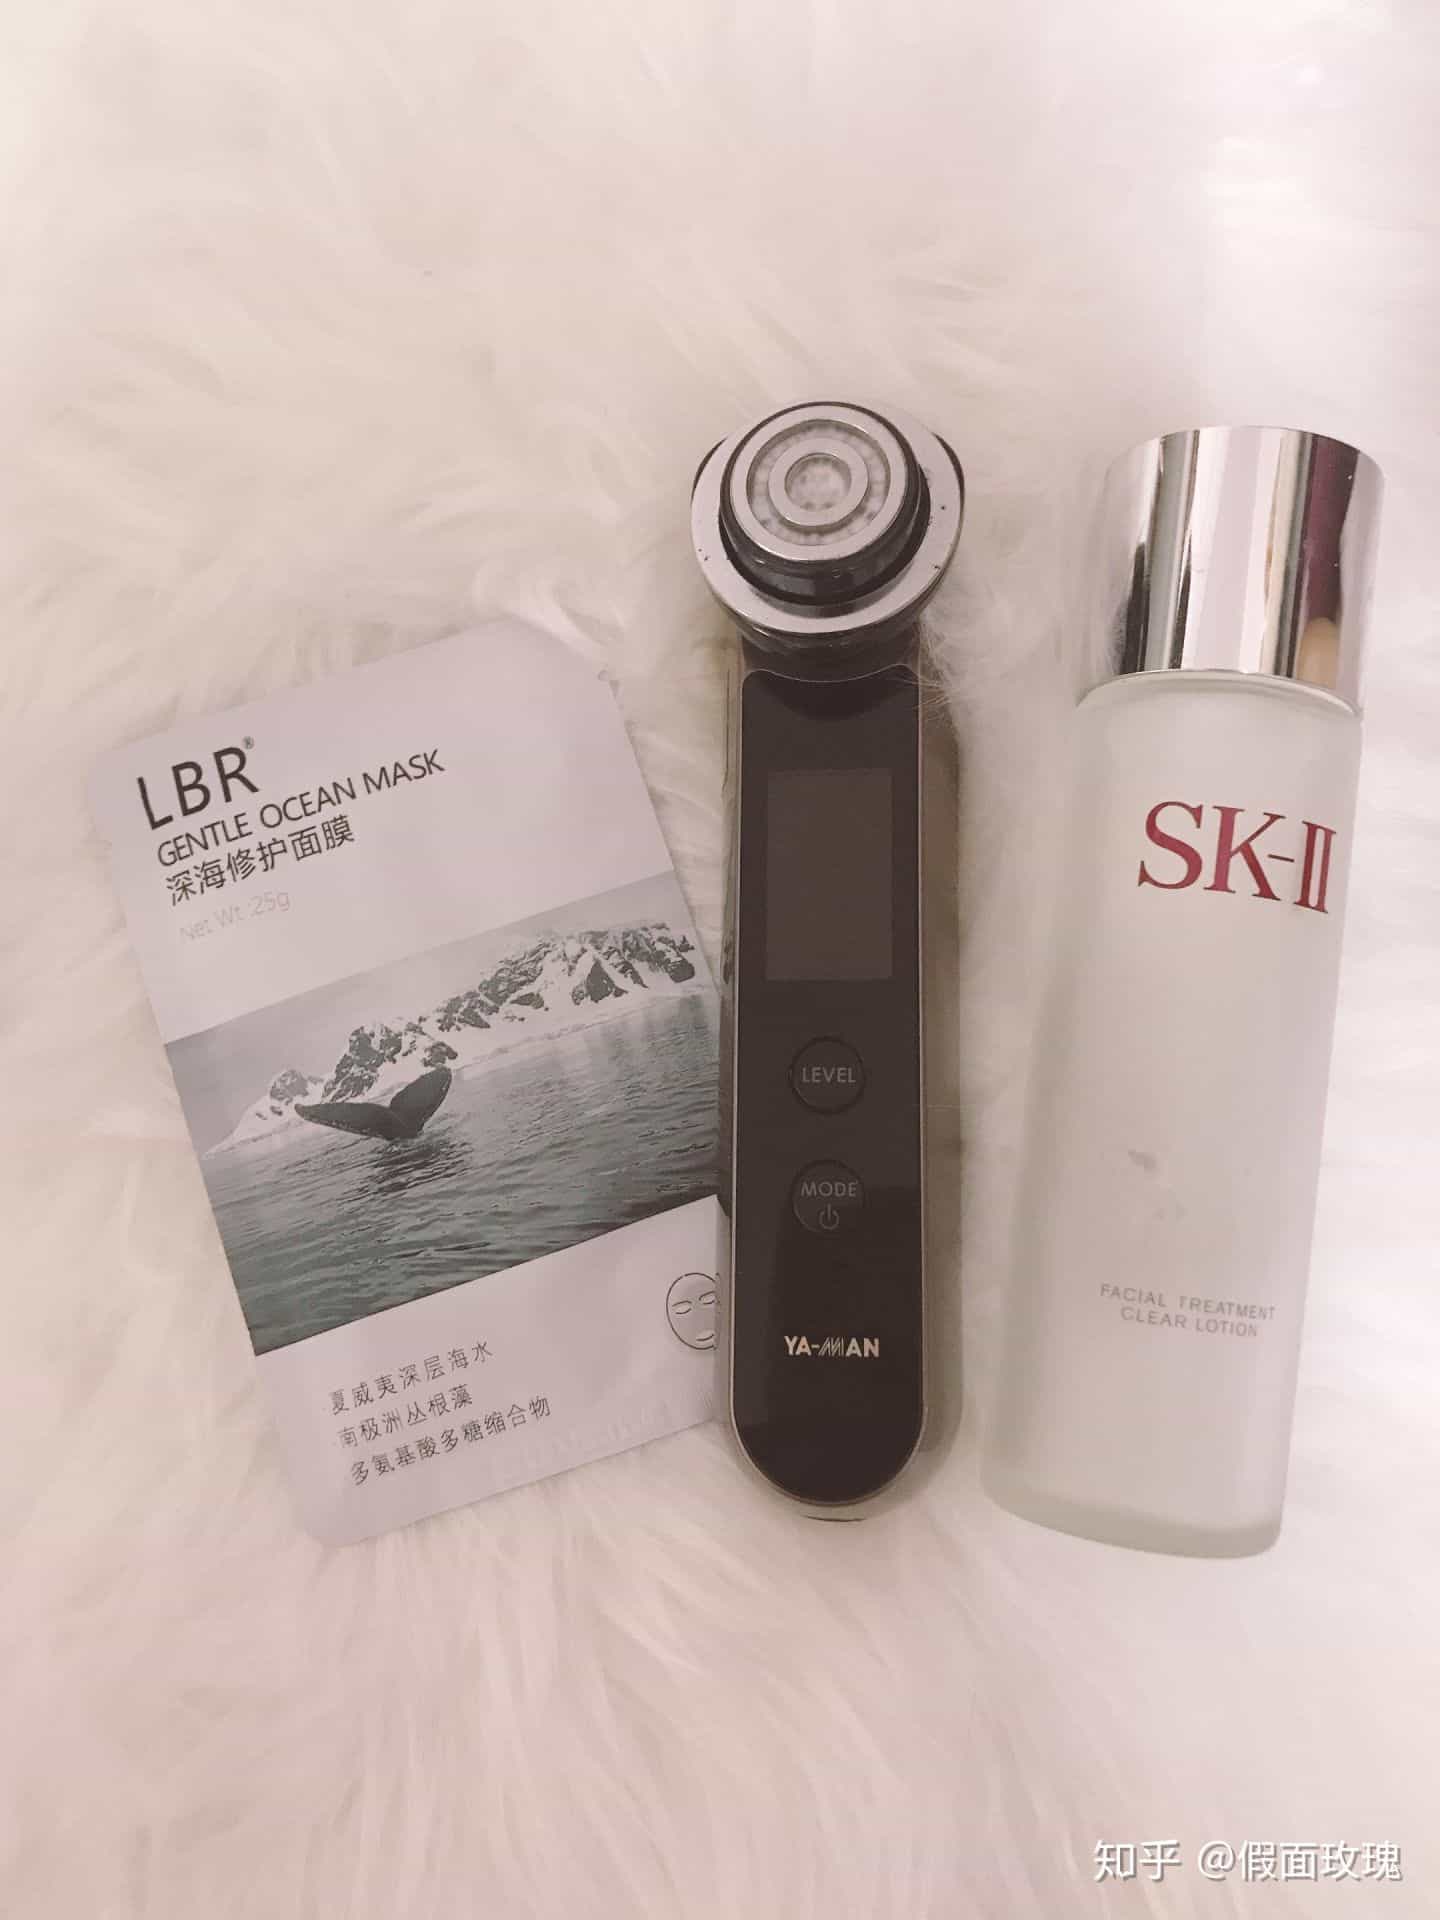 LBR®
GENTLE OCEAN MASK
深海修护面膜
Net Wt :25g
·夏威夷深层海水
·南极洲丛根藻
·多氨基酸多糖缩合物
LEVEL
MODE
YA-MAN
SK-II
FACIAL TREATMENT
CLEAR LOTION
知乎 @假面玫瑰